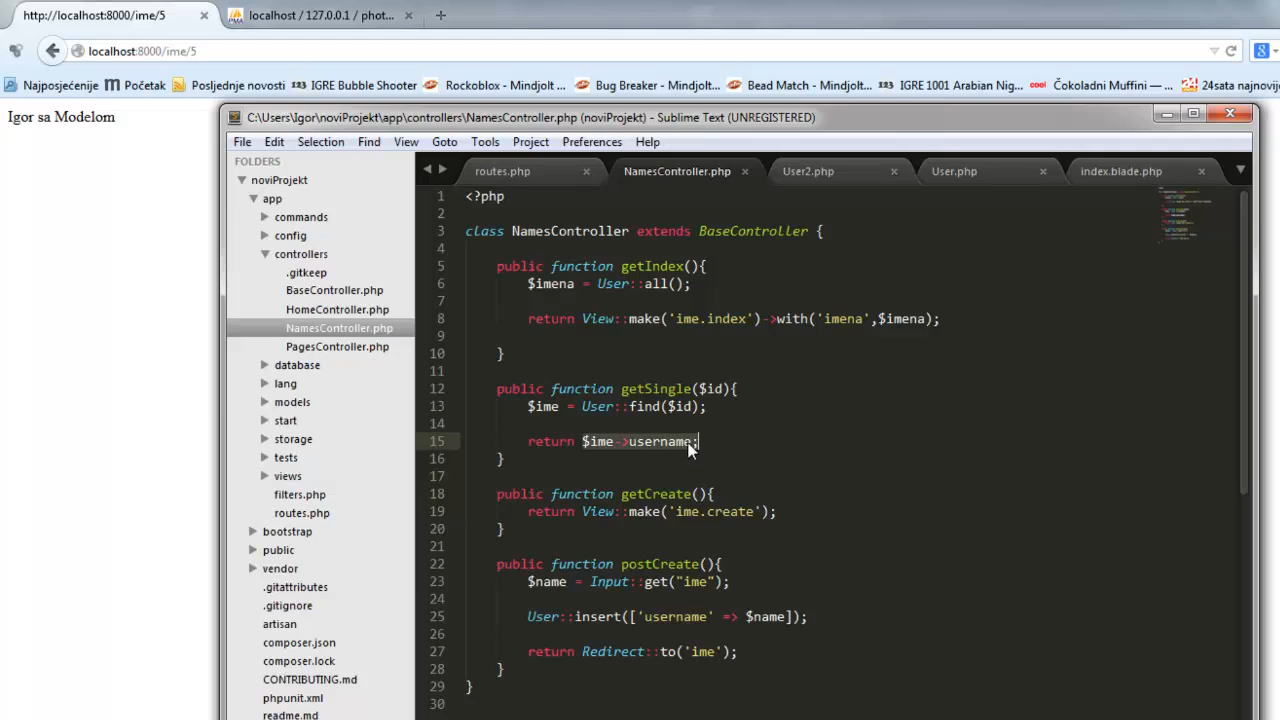 http://localhost:8000/ime/5
localhost / 127.0.0.1 / phot...
localhost:8000/ime/5
Najposjećenije Početak Posljednje novosti 123 IGRE Bubble Shooter Rockoblox - Mindjolt... Bug Breaker - Mindjolt... Bead Match - Mindjolt... 123 IGRE 1001 Arabian Nig... cool Čokoladni Muffini — ... 24sata najnovije
Igor sa Modelom
C:\Users\Igor\noviProjekt\app\controllers\NamesController.php (noviProjekt) - Sublime Text (UNREGISTERED)
File Edit Selection Find View Goto Tools Project Preferences Help
FOLDERS
noviProjekt
app
commands
config
controllers
.gitkeep
BaseController.php
HomeController.php
NamesController.php
PagesController.php
database
lang
models
start
storage
tests
views
filters.php
routes.php
bootstrap
public
vendor
.gitattributes
.gitignore
artisan
composer.json
composer.lock
CONTRIBUTING.md
phpunit.xml
readme.md
routes.php NamesController.php User2.php User.php index.blade.php
1 <?php
2
3 class NamesController extends BaseController {
4
5 public function getIndex(){
6 $imena = User::all();
7
8 return View::make('ime.index')->with('imena',$imena);
9
10 }
11
12 public function getSingle($id){
13 $ime = User::find($id);
14
15 return $ime->username;
16 }
17
18 public function getCreate(){
19 return View::make('ime.create');
20 }
21
22 public function postCreate(){
23 $name = Input::get("ime");
24
25 User::insert(['username' => $name]);
26
27 return Redirect::to('ime');
28 }
29 }
30